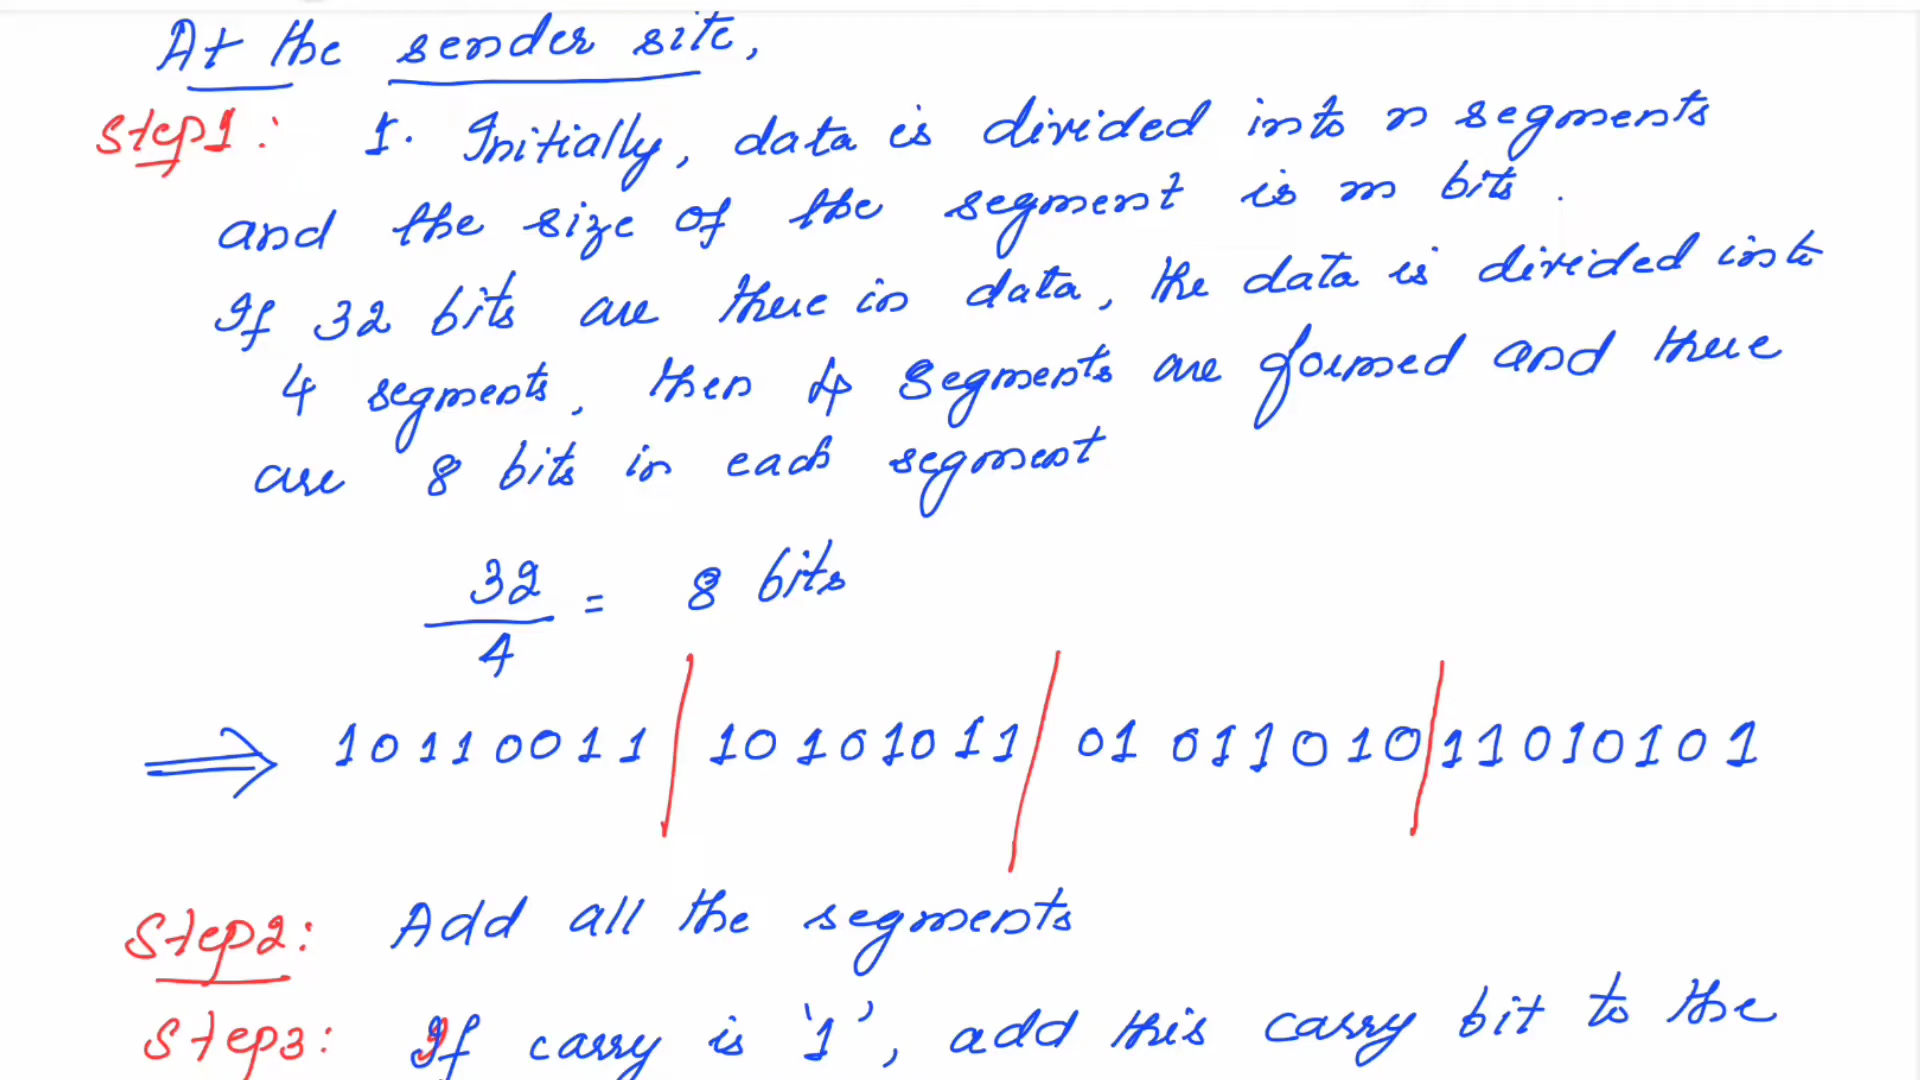 At the sender site,
Step1: 1. Initially, data is divided into n segments
and the size of the segment is m bits.
If 32 bits are there in data, the data is divided into
4 segments, then 4 segments are formed and there
are 8 bits in each segment
32/4 = 8 bits
⇒ 10110011 | 10101011 | 01011010 | 11010101
Step2: Add all the segments
Step3: If carry is '1', add this carry bit to the